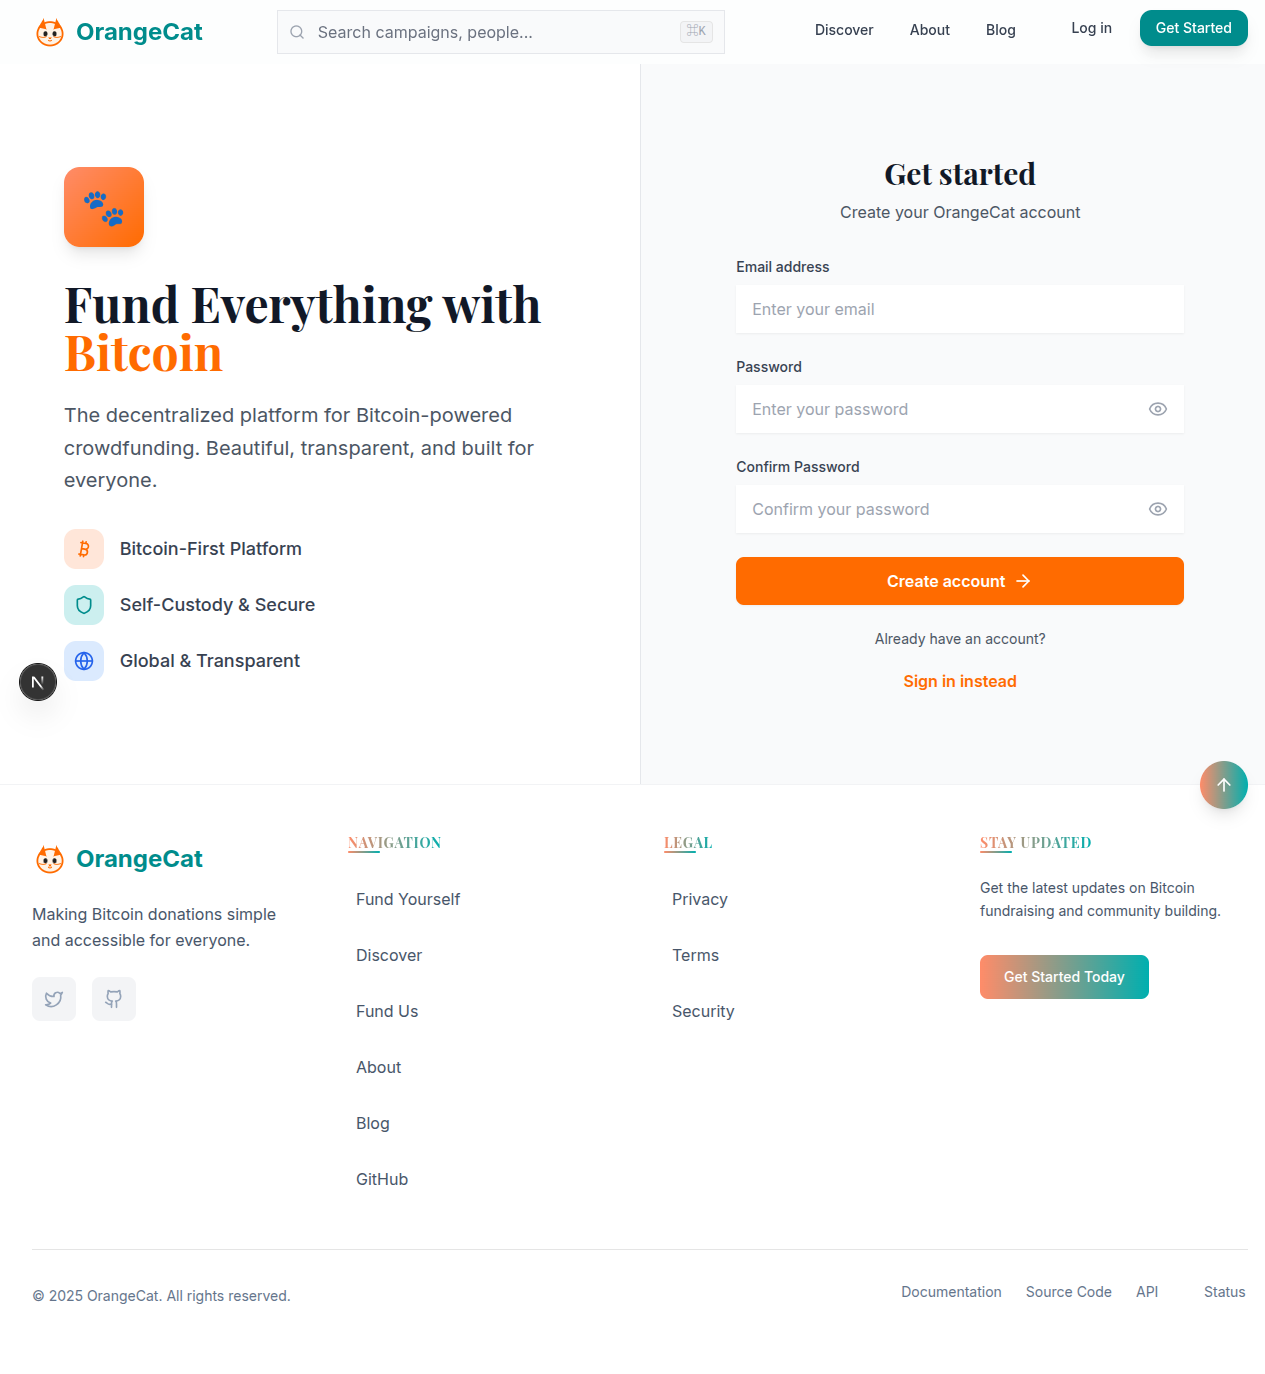 OrangeCat
Search campaigns, people...
⌘K
Discover
About
Blog
Log in
Get Started
Fund Everything with
Bitcoin
The decentralized platform for Bitcoin-powered
crowdfunding. Beautiful, transparent, and built for
everyone.
Bitcoin-First Platform
Self-Custody & Secure
Global & Transparent
N
Get started
Create your OrangeCat account
Email address
Enter your email
Password
Enter your password
Confirm Password
Confirm your password
Create account
Already have an account?
Sign in instead
OrangeCat
Making Bitcoin donations simple
and accessible for everyone.
NAVIGATION
Fund Yourself
Discover
Fund Us
About
Blog
GitHub
LEGAL
Privacy
Terms
Security
STAY UPDATED
Get the latest updates on Bitcoin
fundraising and community building.
Get Started Today
© 2025 OrangeCat. All rights reserved.
Documentation
Source Code
API
Status